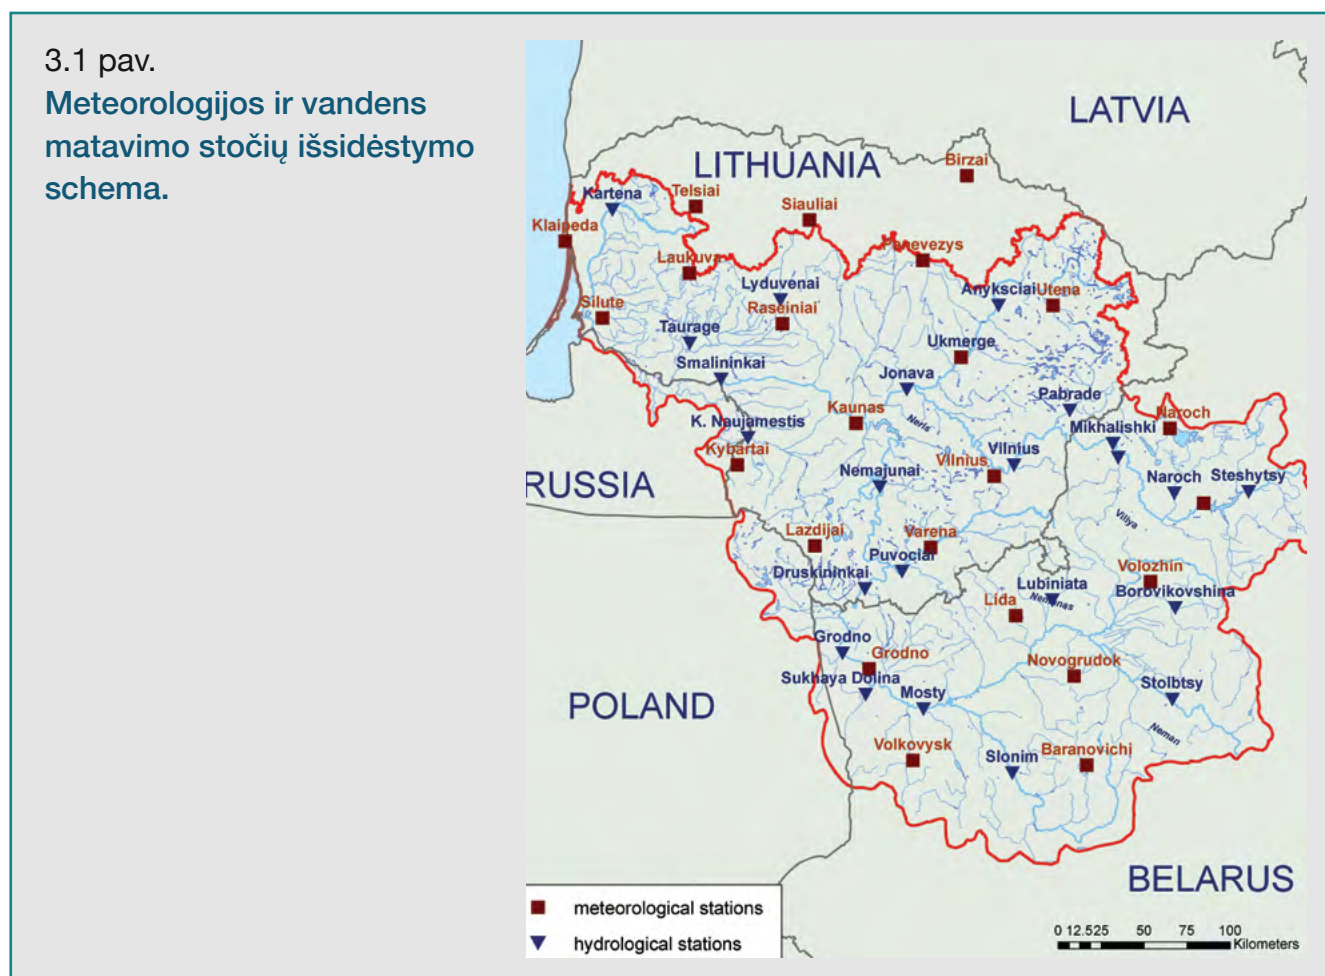 3.1 pav.
Meteorologijos ir vandens
matavimo stočių išsidėstymo
schema.
LATVIA
LITHUANIA
Birzai
Kartena
Telsiai
Siauliai
Klaipeda
Panevezys
Laukuva
Lyduvenai
Anyksciai
Utena
Silute
Raseiniai
Taurage
Ukmerge
Smalininkai
Jonava
Pabrade
Kaunas
Neris
Naroch
K. Naujamestis
Mikhalishki
Kybartai
Vilnius
Vilnius
Nemajunai
Naroch
Steshytsy
RUSSIA
Viliya
Lazdijai
Varena
Puvociai
Druskininkai
Volozhin
Lubiniata
Borovikovshina
Lida
Nemunas
Grodno
Grodno
Novogrudok
Sukhaya Dolina
Mosty
Stolbtsy
POLAND
Neman
Volkovysk
Slonim
Baranovichi
BELARUS
meteorological stations
hydrological stations
0 12.525 50 75 100
Kilometers